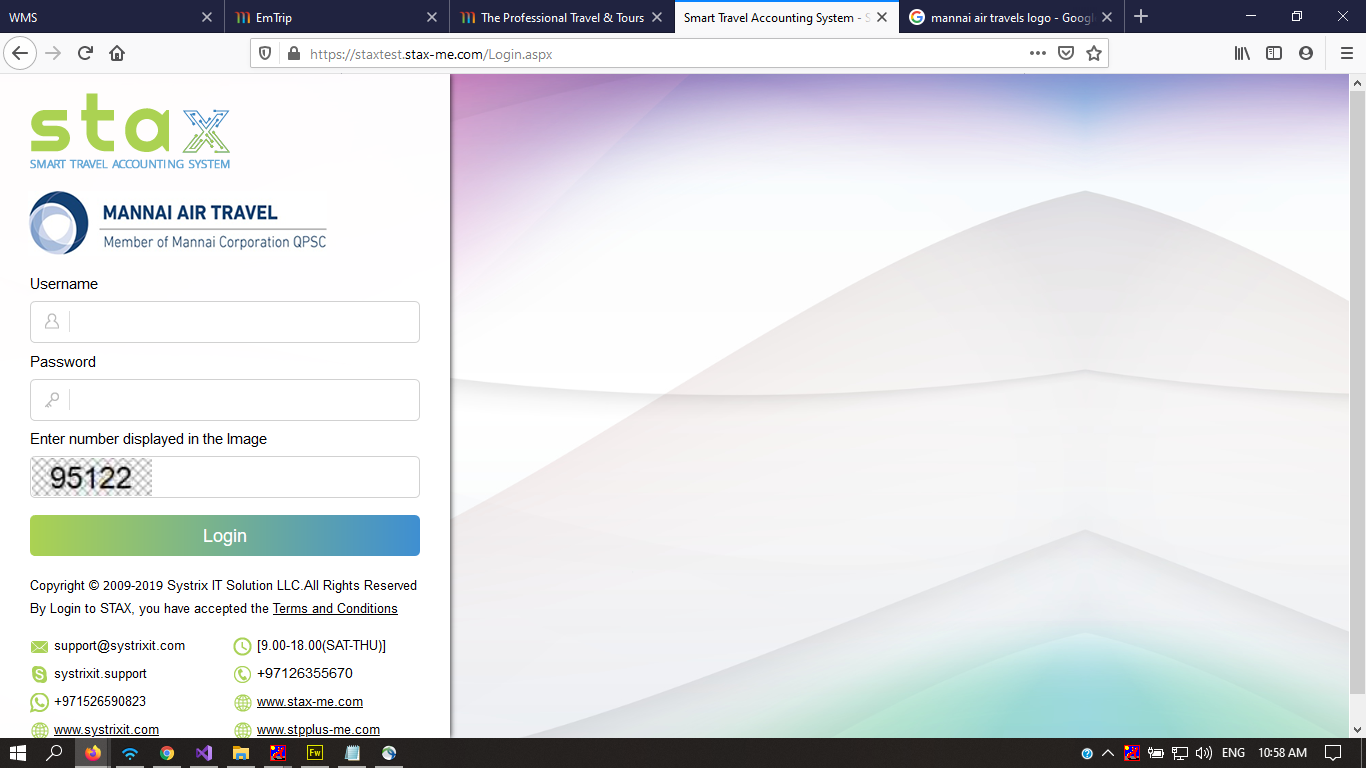 WMS
EmTrip
The Professional Travel & Tours
Smart Travel Accounting System -
mannai air travels logo - Googl
https://staxtest.stax-me.com/Login.aspx
stax
SMART TRAVEL ACCOUNTING SYSTEM
MANNAI AIR TRAVEL
Member of Mannai Corporation QPSC
Username
Password
Enter number displayed in the Image
95122
Login
Copyright © 2009-2019 Systrix IT Solution LLC.All Rights Reserved
By Login to STAX, you have accepted the Terms and Conditions
support@systrixit.com
[9.00-18.00(SAT-THU)]
systrixit.support
+97126355670
+971526590823
www.stax-me.com
www.systrixit.com
www.stpplus-me.com
Fw
ENG
10:58 AM